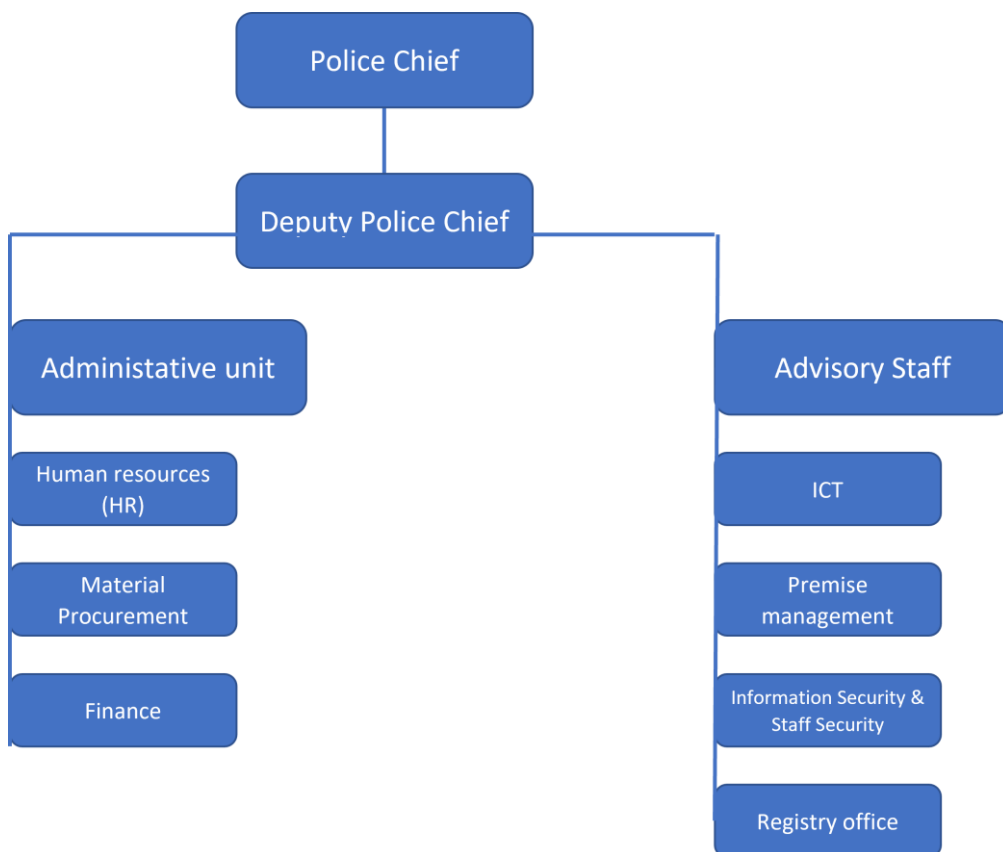 Police Chief
Deputy Police Chief
Administative unit
Advisory Staff
Human resources
(HR)
ICT
Material
Procurement
Premise
management
Finance
Information Security &
Staff Security
Registry office